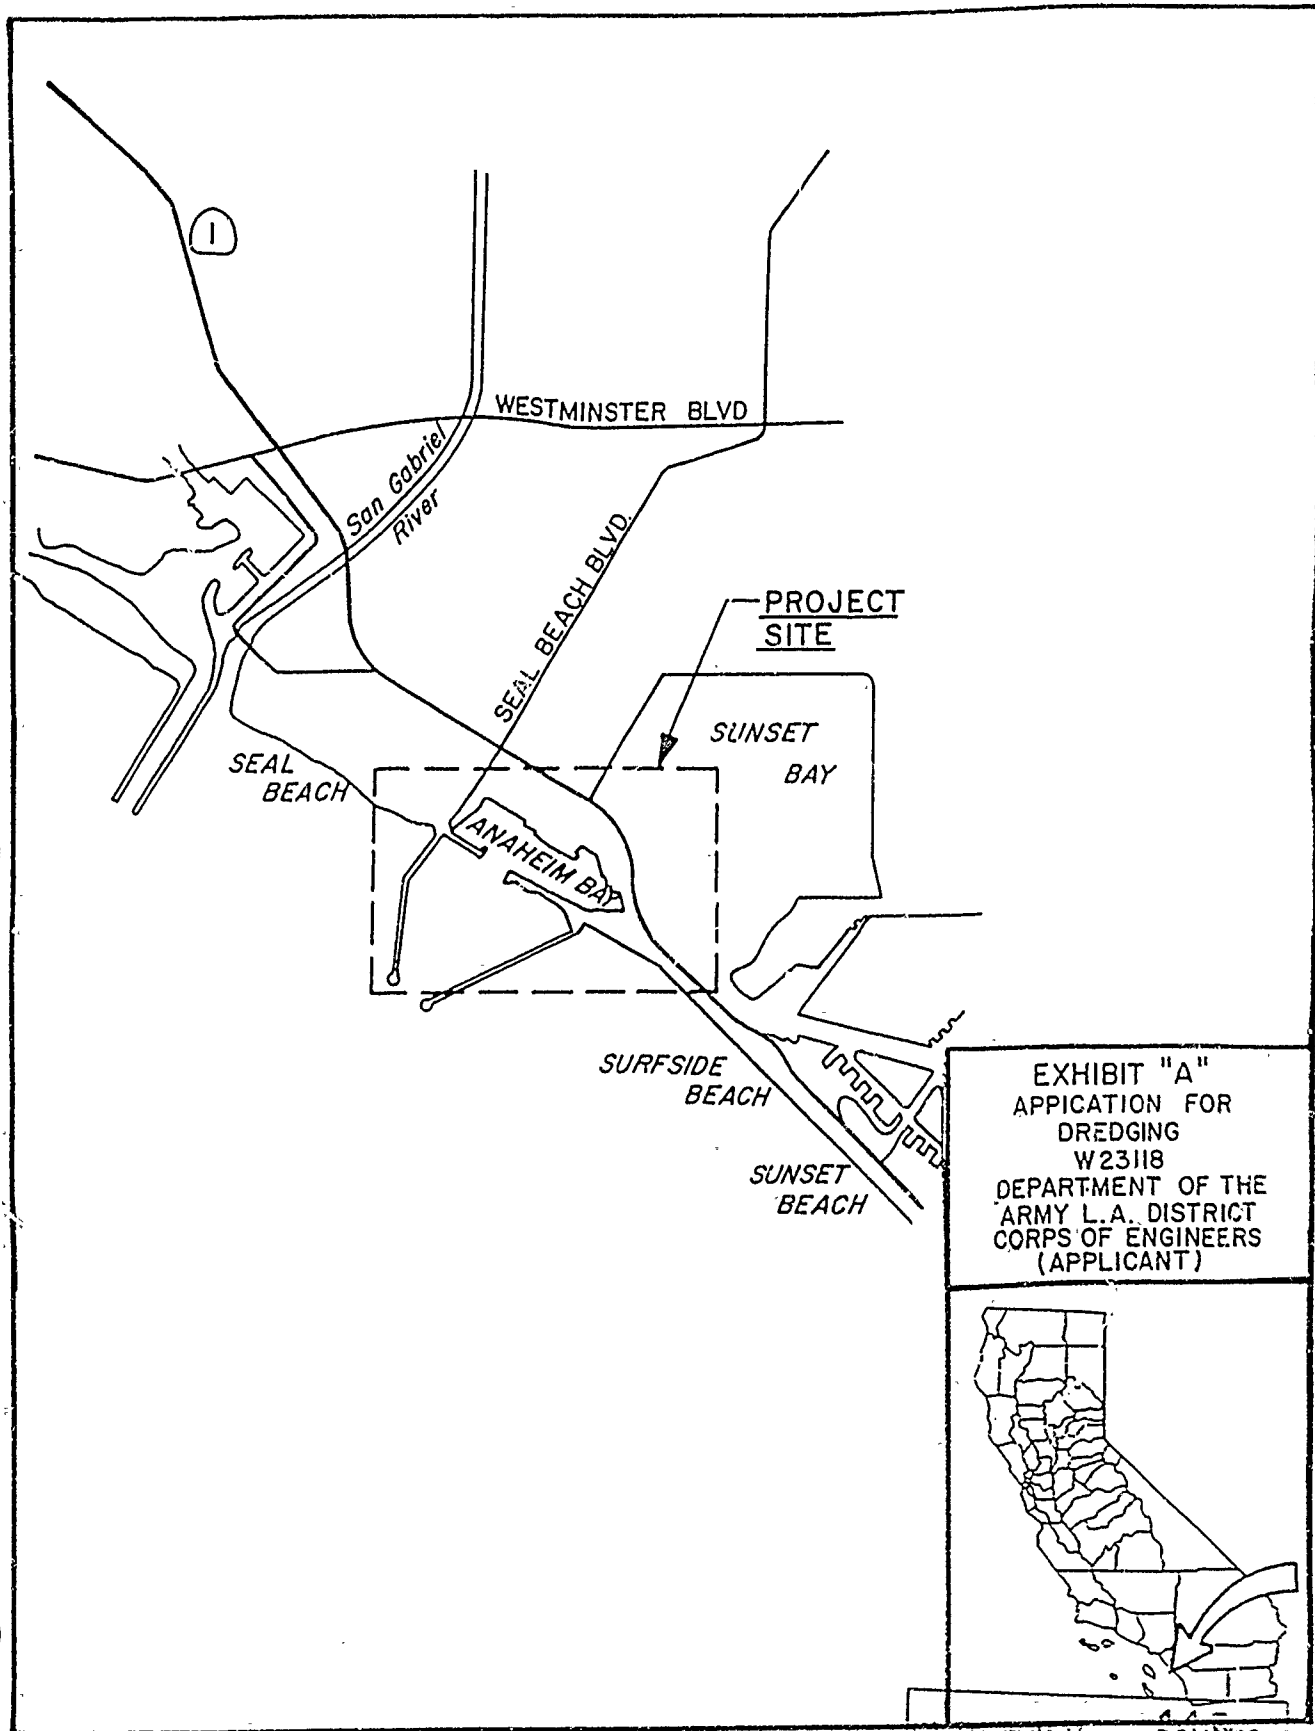 1
WESTMINSTER BLVD
San Gabriel
River
SEAL BEACH BLVD.
PROJECT
SITE
SUNSET
BAY
SEAL
BEACH
ANAHEIM BAY
SURFSIDE
BEACH
SUNSET
BEACH
EXHIBIT "A"
APPICATION FOR
DREDGING
W 23118
DEPARTMENT OF THE
ARMY L.A. DISTRICT
CORPS OF ENGINEERS
(APPLICANT)